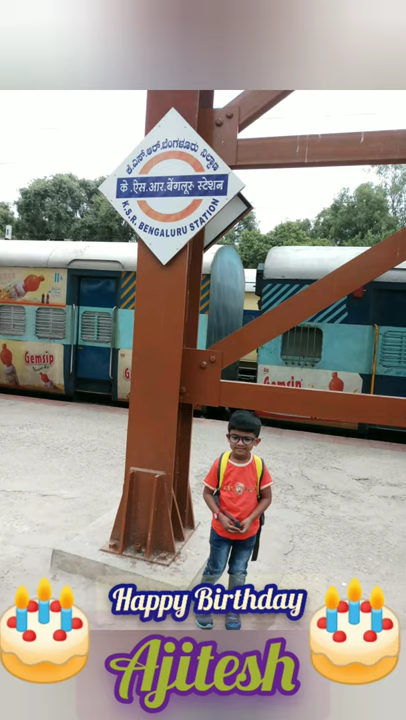 ಕೆ.ಎಸ್.ಆರ್.ಬೆಂಗಳೂರು ನಿಲ್ದಾಣ
के.ऐस.आर.बेंगलूरु स्टेशन
K.S.R. BENGALURU STATION
Gemsip
Gemsip
Happy Birthday
Ajitesh